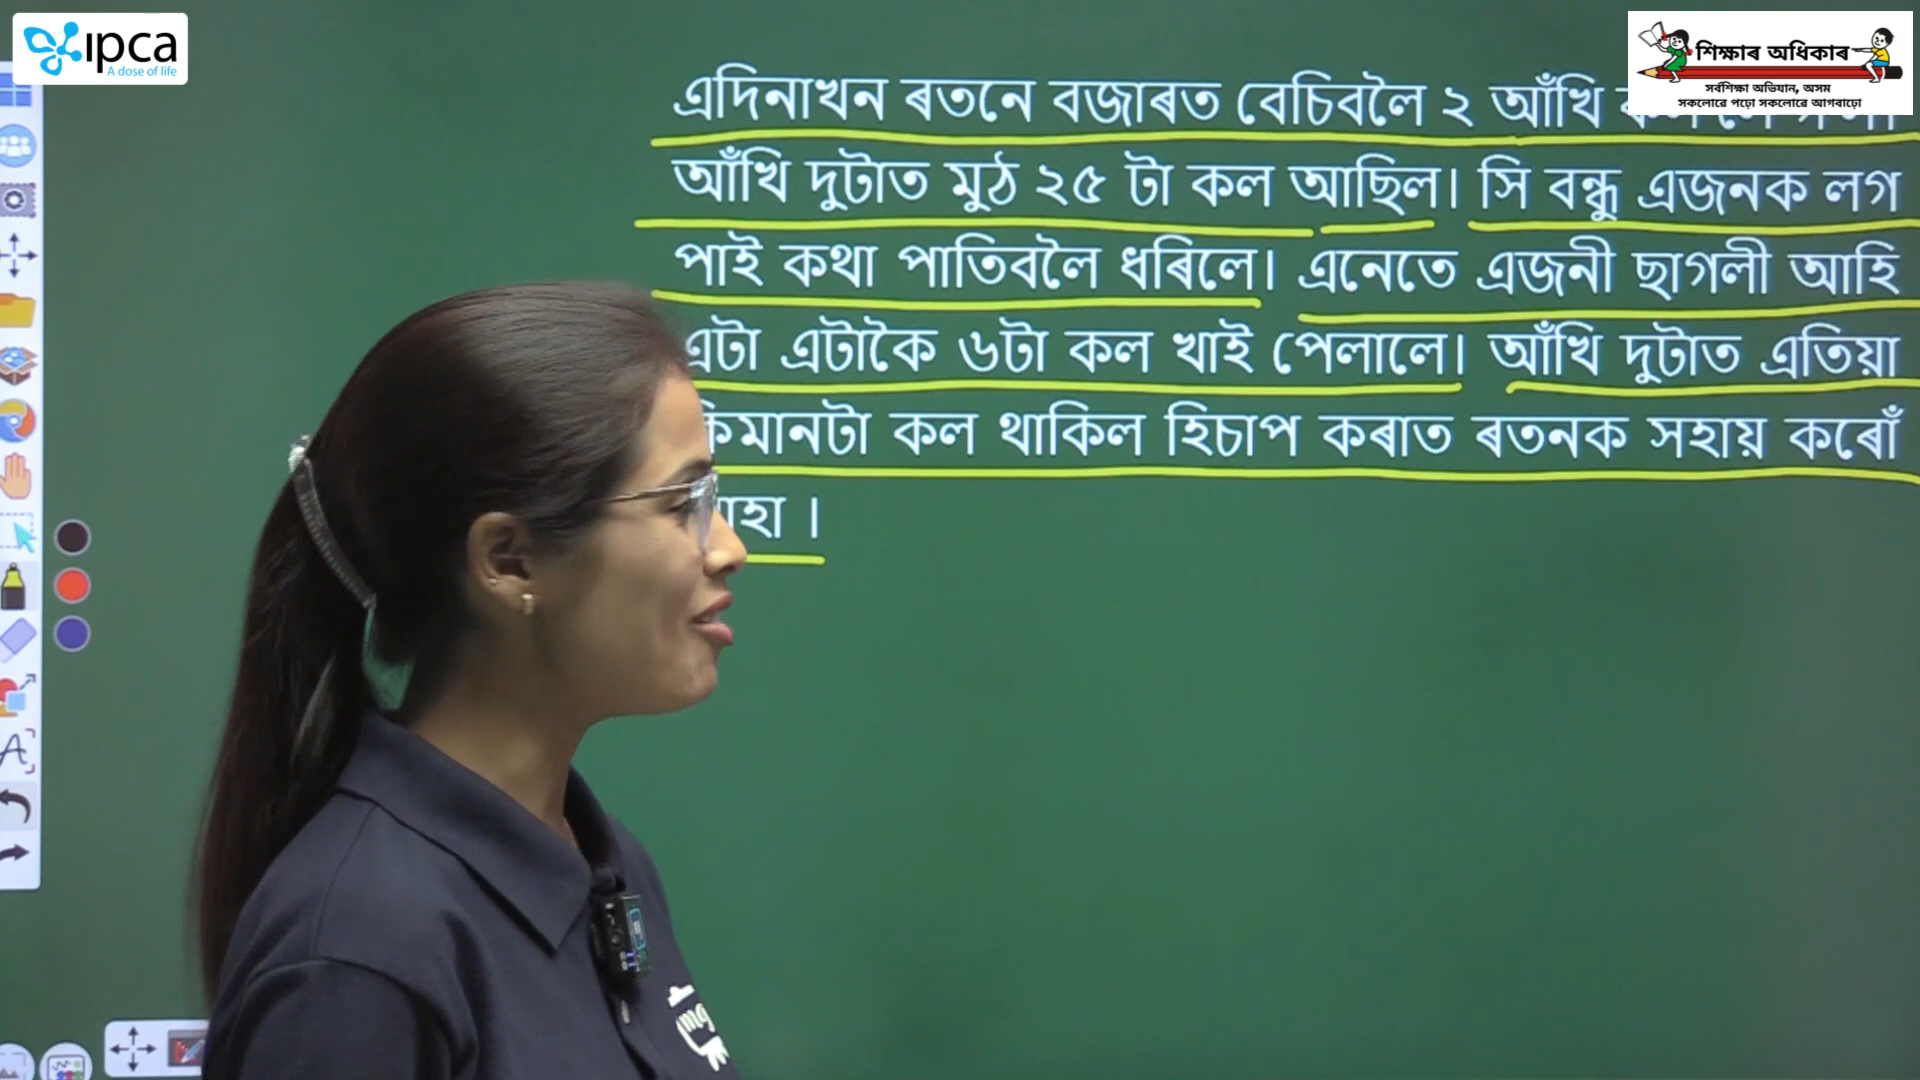 ipca
A dose of life
শিক্ষাৰ অধিকাৰ
সৰ্বশিক্ষা অভিযান, অসম
সকলোৱে পঢ়ো সকলোৱে আগবাঢ়ো
এদিনাখন ৰতনে বজাৰত বেচিবলৈ ২ আঁখি
আঁখি দুটাত মুঠ ২৫ টা কল আছিল। সি বন্ধু এজনক লগ
পাই কথা পাতিবলৈ ধৰিলে। এনেতে এজনী ছাগলী আহি
এটা এটাকৈ ৬টা কল খাই পেলালে। আঁখি দুটাত এতিয়া
কিমানটা কল থাকিল হিচাপ কৰাত ৰতনক সহায় কৰোঁ